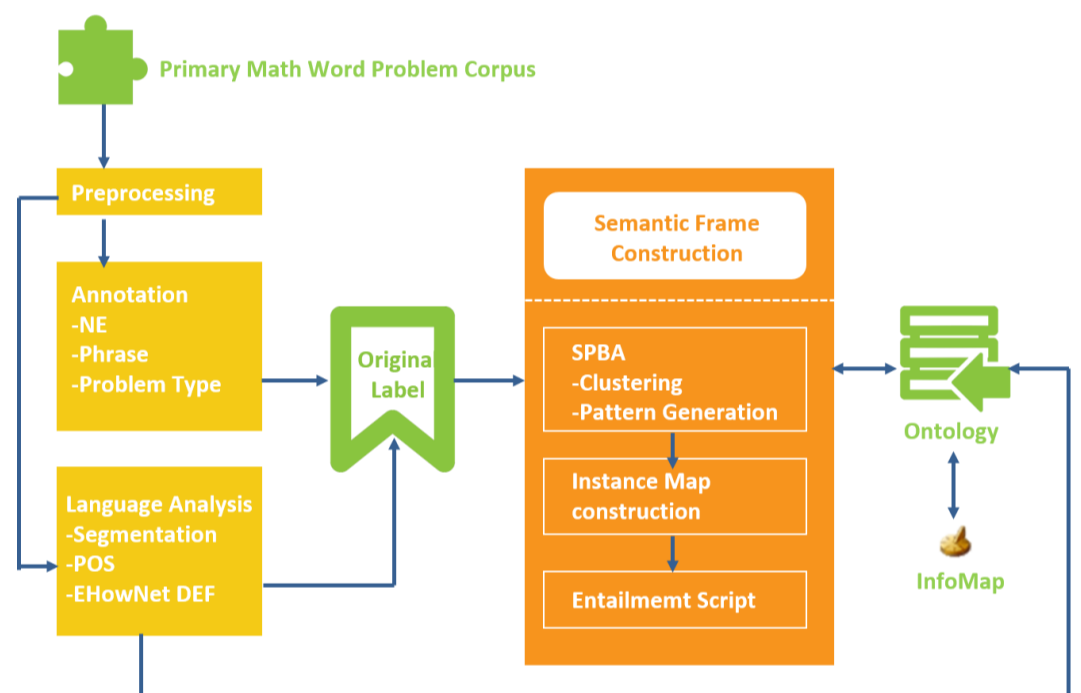 Primary Math Word Problem Corpus
Preprocessing
Annotation
-NE
-Phrase
-Problem Type
Language Analysis
-Segmentation
-POS
-EHowNet DEF
Origina
Label
Semantic Frame
Construction
SPBA
-Clustering
-Pattern Generation
Instance Map
construction
Entailmemt Script
Ontology
InfoMap